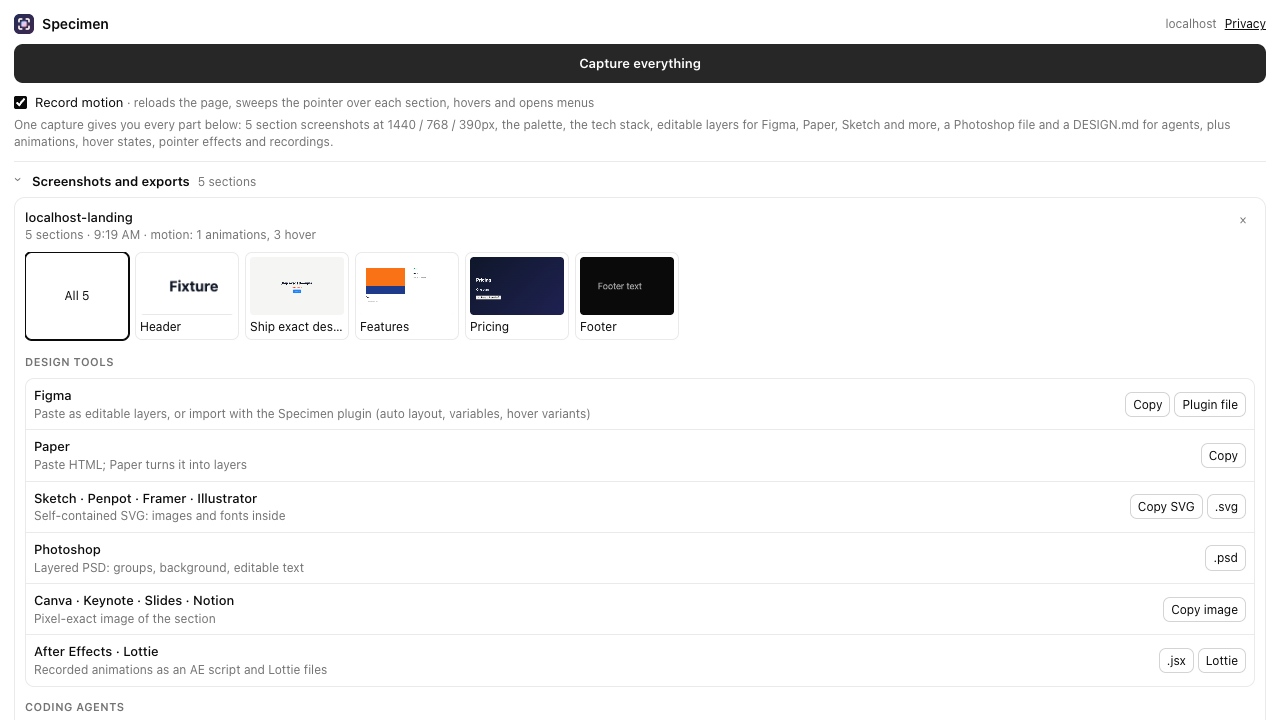 Specimen
localhost Privacy
Capture everything
Record motion · reloads the page, sweeps the pointer over each section, hovers and opens menus
One capture gives you every part below: 5 section screenshots at 1440 / 768 / 390px, the palette, the tech stack, editable layers for Figma, Paper, Sketch and more, a Photoshop file and a DESIGN.md for agents, plus
animations, hover states, pointer effects and recordings.
Screenshots and exports 5 sections
localhost-landing
×
5 sections · 9:19 AM · motion: 1 animations, 3 hover
All 5
Fixture
Header
Ship exact des...
Features
Pricing
Pricing
Footer text
Footer
DESIGN TOOLS
Figma
Paste as editable layers, or import with the Specimen plugin (auto layout, variables, hover variants)
Copy Plugin file
Paper
Paste HTML; Paper turns it into layers
Copy
Sketch · Penpot · Framer · Illustrator
Self-contained SVG: images and fonts inside
Copy SVG .svg
Photoshop
Layered PSD: groups, background, editable text
.psd
Canva · Keynote · Slides · Notion
Pixel-exact image of the section
Copy image
After Effects · Lottie
Recorded animations as an AE script and Lottie files
.jsx Lottie
CODING AGENTS